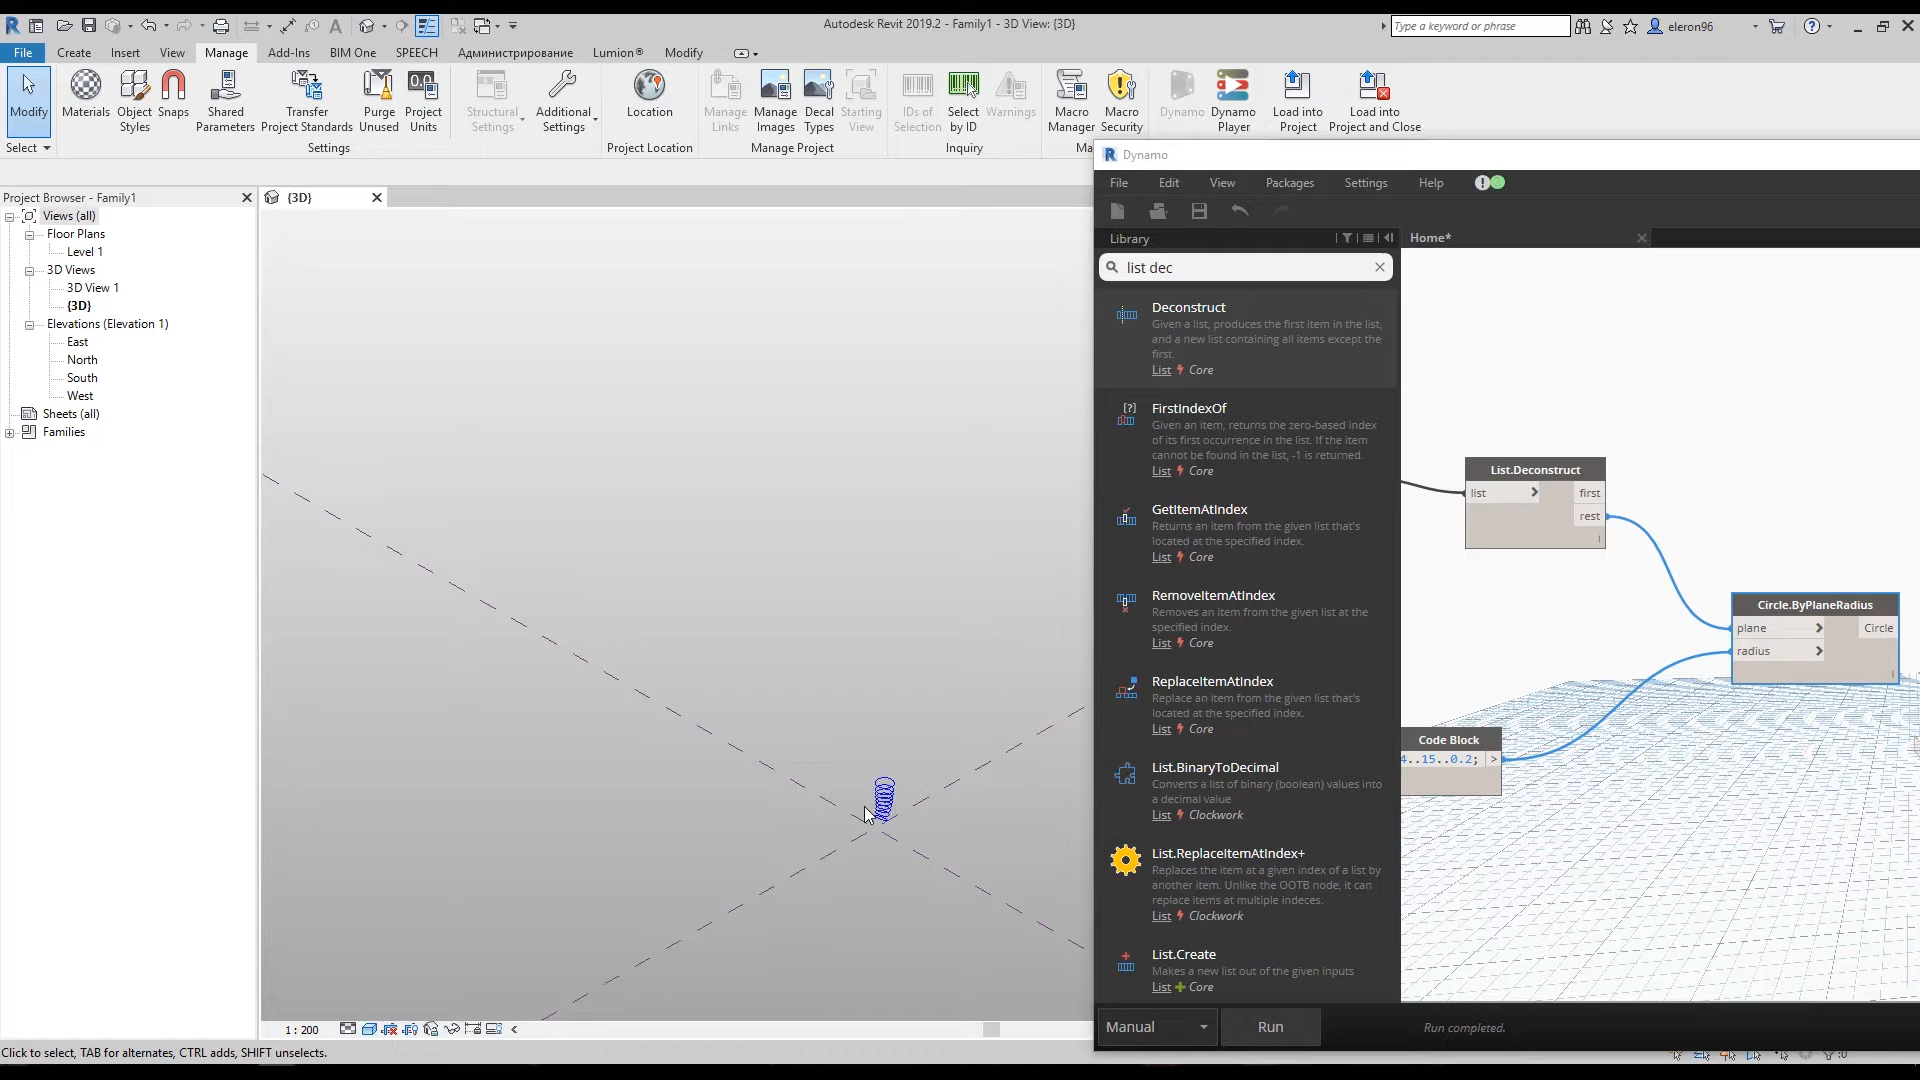 Autodesk Revit 2019.2 - Family1 - 3D View: {3D}
Type a keyword or phrase
eleron96
File Create Insert View Manage Add-Ins BIM One SPEECH Администрирование Lumion® Modify
Modify
Materials
Object
Styles
Snaps
Shared
Parameters
Transfer
Project Standards
Purge
Unused
Project
Units
Structural
Settings
Additional
Settings
Location
Manage
Links
Manage
Images
Decal
Types
Starting
View
IDs of
Selection
Select
by ID
Warnings
Macro
Manager
Macro
Security
Dynamo
Dynamo
Player
Load into
Project
Load into
Project and Close
Select
Settings
Project Location
Manage Project
Inquiry
Ma
Project Browser - Family1
Views (all)
Floor Plans
Level 1
3D Views
3D View 1
{3D}
Elevations (Elevation 1)
East
North
South
West
Sheets (all)
Families
{3D}
Dynamo
File Edit View Packages Settings Help
Library
list dec
Deconstruct
Given a list, produces the first item in the list,
and a new list containing all items except the
first.
List Core
FirstIndexOf
Given an item, returns the zero-based index
of its first occurrence in the list. If the item
cannot be found in the list, -1 is returned.
List Core
GetItemAtIndex
Returns an item from the given list that's
located at the specified index.
List Core
RemoveItemAtIndex
Removes an item from the given list at the
specified index.
List Core
ReplaceItemAtIndex
Replace an item from the given list that's
located at the specified index.
List Core
List.BinaryToDecimal
Converts a list of binary (boolean) values into
a decimal value
List Clockwork
List.ReplaceItemAtIndex+
Replaces the item at a given index of a list by
another item. Unlike the OOTB node, it can
replace items at multiple indeces.
List Clockwork
List.Create
Makes a new list out of the given inputs
List Core
Home*
List.Deconstruct
list > first
rest
Circle.ByPlaneRadius
plane > Circle
radius >
Code Block
4..15..0.2; >
Manual
Run
Run completed.
1 : 200
Click to select, TAB for alternates, CTRL adds, SHIFT unselects.
:0